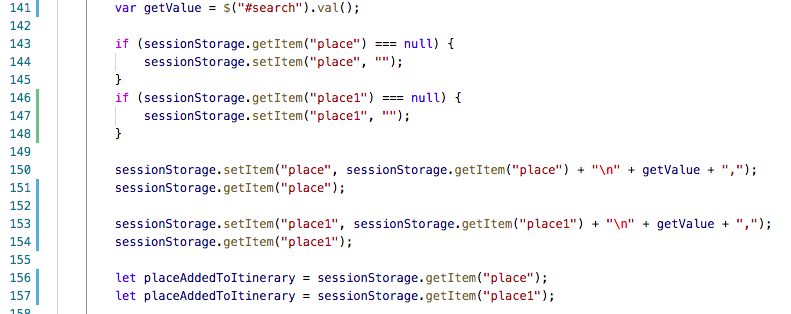 141 var getValue = $("#search").val();
142
143 if (sessionStorage.getItem("place") === null) {
144 sessionStorage.setItem("place", "");
145 }
146 if (sessionStorage.getItem("place1") === null) {
147 sessionStorage.setItem("place1", "");
148 }
149
150 sessionStorage.setItem("place", sessionStorage.getItem("place") + "\n" + getValue + ",");
151 sessionStorage.getItem("place");
152
153 sessionStorage.setItem("place1", sessionStorage.getItem("place1") + "\n" + getValue + ",");
154 sessionStorage.getItem("place1");
155
156 let placeAddedToItinerary = sessionStorage.getItem("place");
157 let placeAddedToItinerary = sessionStorage.getItem("place1");
158